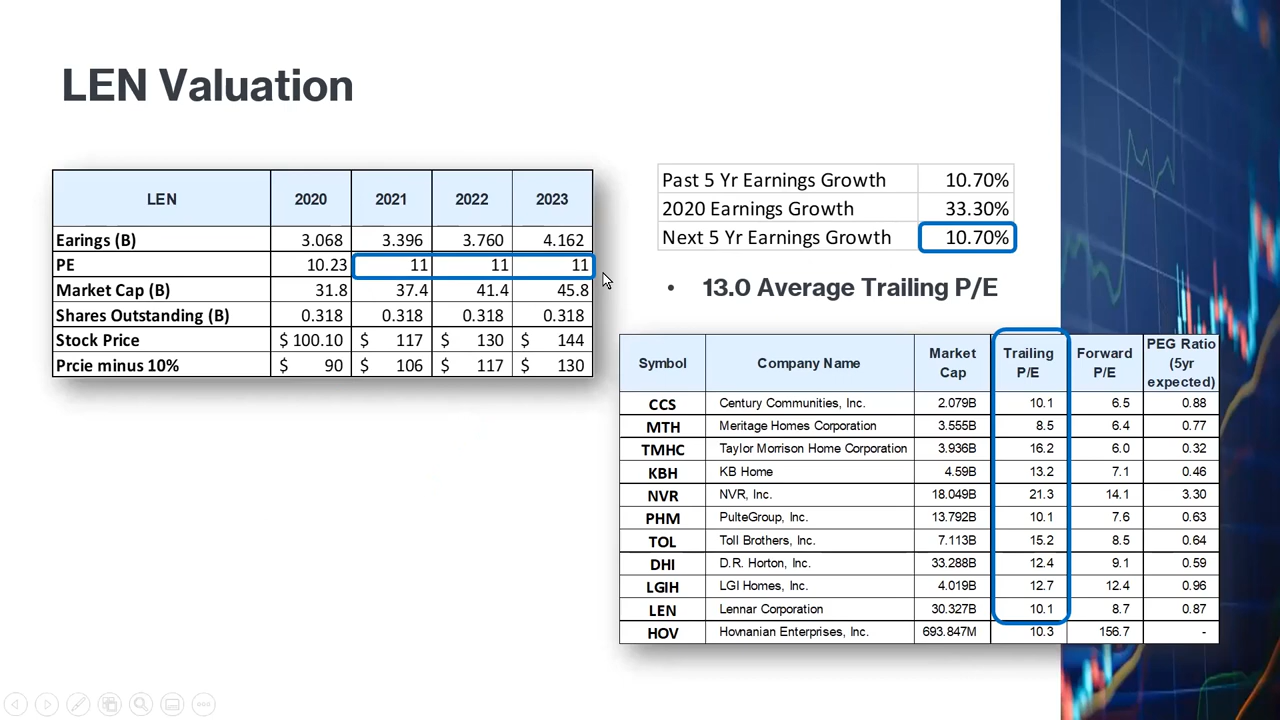 LEN Valuation
LEN 2020 2021 2022 2023
Earings (B) 3.068 3.396 3.760 4.162
PE 10.23 11 11 11
Market Cap (B) 31.8 37.4 41.4 45.8
Shares Outstanding (B) 0.318 0.318 0.318 0.318
Stock Price $ 100.10 $ 117 $ 130 $ 144
Prcie minus 10% $ 90 $ 106 $ 117 $ 130
Past 5 Yr Earnings Growth 10.70%
2020 Earnings Growth 33.30%
Next 5 Yr Earnings Growth 10.70%
• 13.0 Average Trailing P/E
Symbol Company Name Market Cap Trailing P/E Forward P/E PEG Ratio (5yr expected)
CCS Century Communities, Inc. 2.079B 10.1 6.5 0.88
MTH Meritage Homes Corporation 3.555B 8.5 6.4 0.77
TMHC Taylor Morrison Home Corporation 3.936B 16.2 6.0 0.32
KBH KB Home 4.59B 13.2 7.1 0.46
NVR NVR, Inc. 18.049B 21.3 14.1 3.30
PHM PulteGroup, Inc. 13.792B 10.1 7.6 0.63
TOL Toll Brothers, Inc. 7.113B 15.2 8.5 0.64
DHI D.R. Horton, Inc. 33.288B 12.4 9.1 0.59
LGIH LGI Homes, Inc. 4.019B 12.7 12.4 0.96
LEN Lennar Corporation 30.327B 10.1 8.7 0.87
HOV Hovnanian Enterprises, Inc. 693.847M 10.3 156.7 -